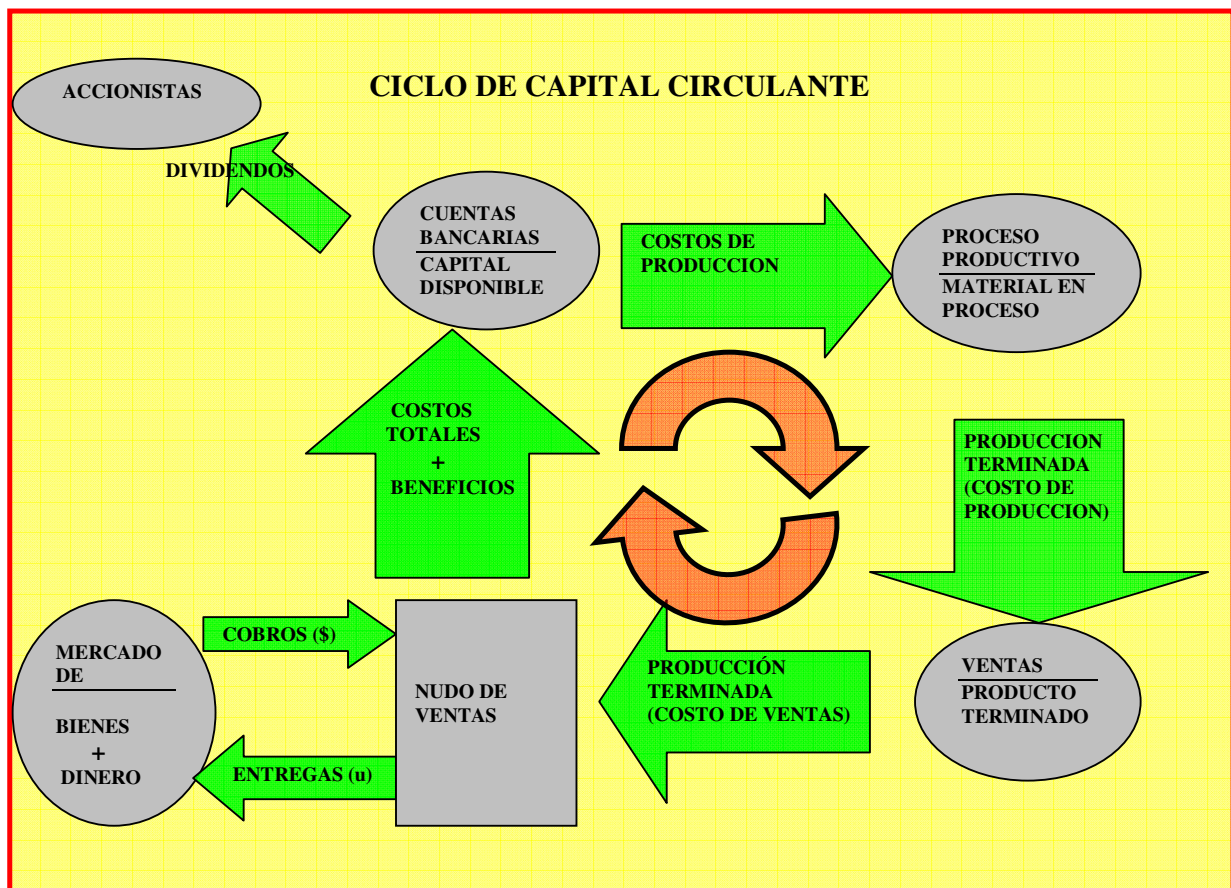 CICLO DE CAPITAL CIRCULANTE
ACCIONISTAS
DIVIDENDOS
CUENTAS
BANCARIAS
CAPITAL
DISPONIBLE
COSTOS DE
PRODUCCION
PROCESO
PRODUCTIVO
MATERIAL EN
PROCESO
COSTOS
TOTALES
+
BENEFICIOS
PRODUCCION
TERMINADA
(COSTO DE
PRODUCCION)
MERCADO
DE
BIENES
+
DINERO
COBROS ($)
ENTREGAS (u)
NUDO DE
VENTAS
PRODUCCIÓN
TERMINADA
(COSTO DE VENTAS)
VENTAS
PRODUCTO
TERMINADO